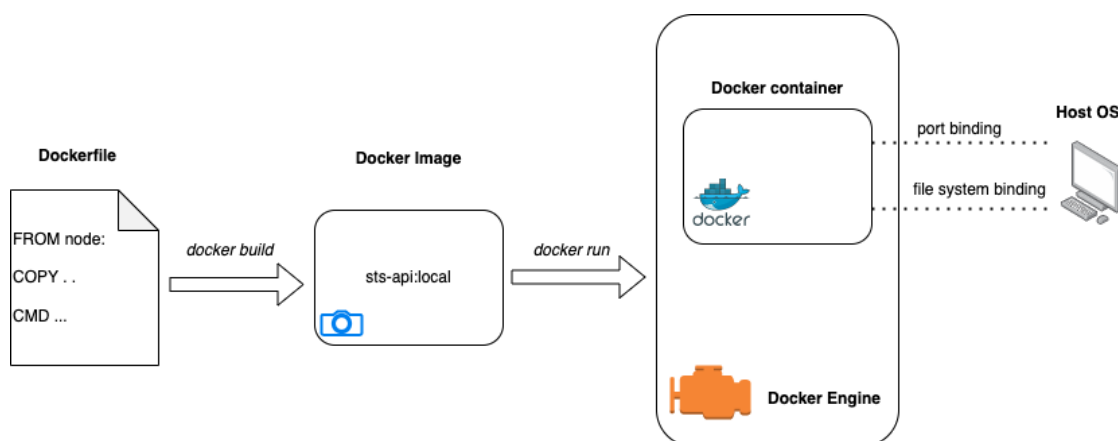 Dockerfile
FROM node:
COPY . .
CMD ...
docker build
Docker Image
sts-api:local
docker run
Docker container
docker
Docker Engine
port binding
file system binding
Host OS